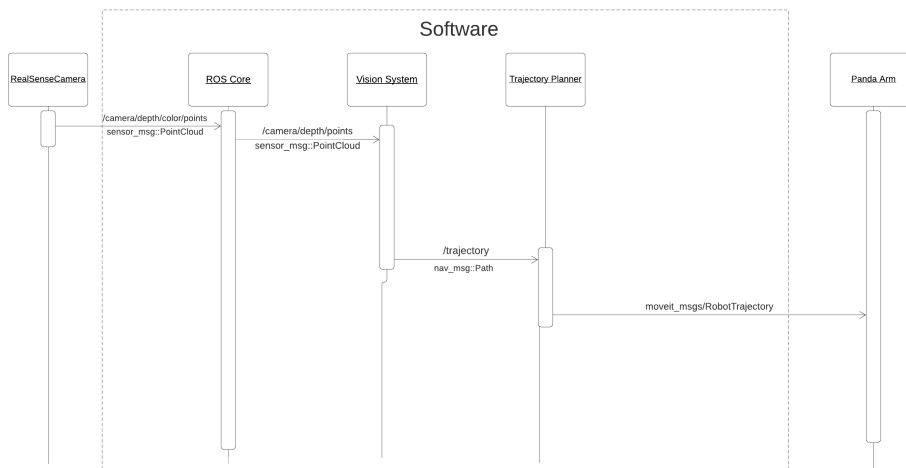 Software
RealSenseCamera
ROS Core
Vision System
Trajectory Planner
Panda Arm
/camera/depth/color/points
sensor_msg::PointCloud
/camera/depth/points
sensor_msg::PointCloud
/trajectory
nav_msg::Path
moveit_msgs/RobotTrajectory